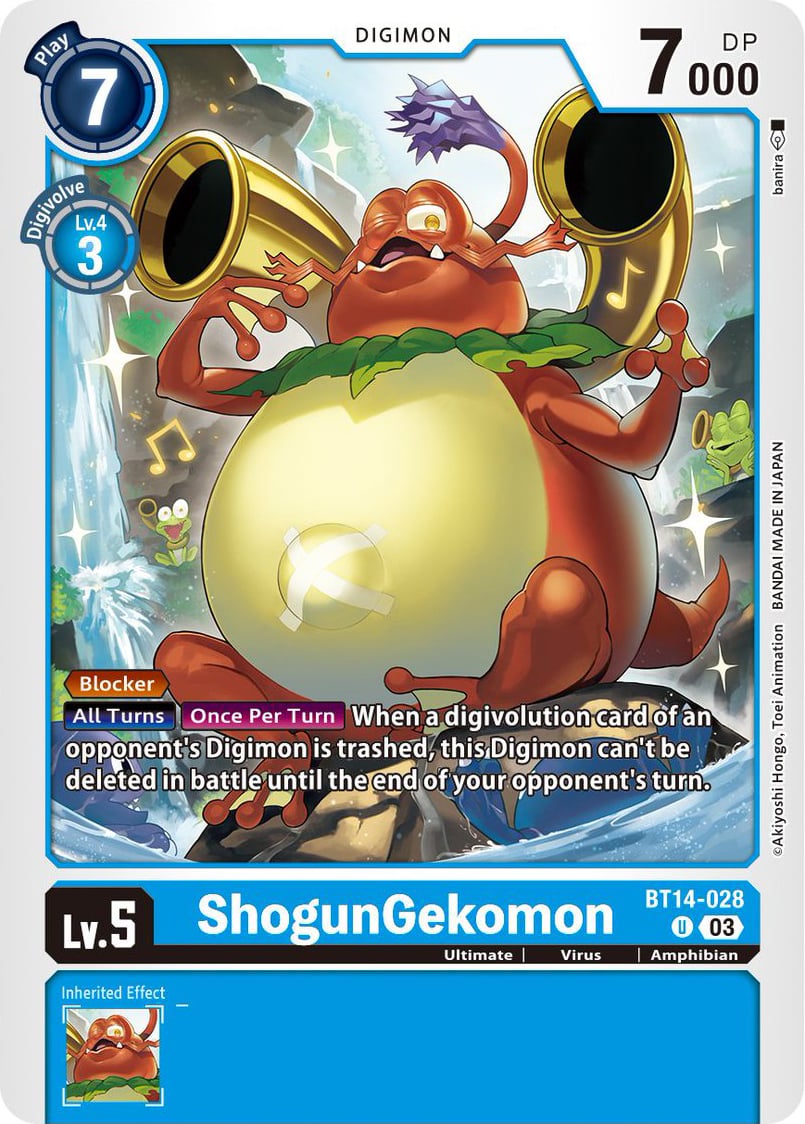 DIGIMON
Play
7
7000
DP
Digivolve
Lv.4
3
banira
BANDAI MADE IN JAPAN
©Akiyoshi Hongo, Toei Animation
Blocker
All Turns Once Per Turn When a digivolution card of an
opponent's Digimon is trashed, this Digimon can't be
deleted in battle until the end of your opponent's turn.
Lv.5
ShogunGekomon
BT14-028
U 03
Ultimate | Virus | Amphibian
Inherited Effect
–